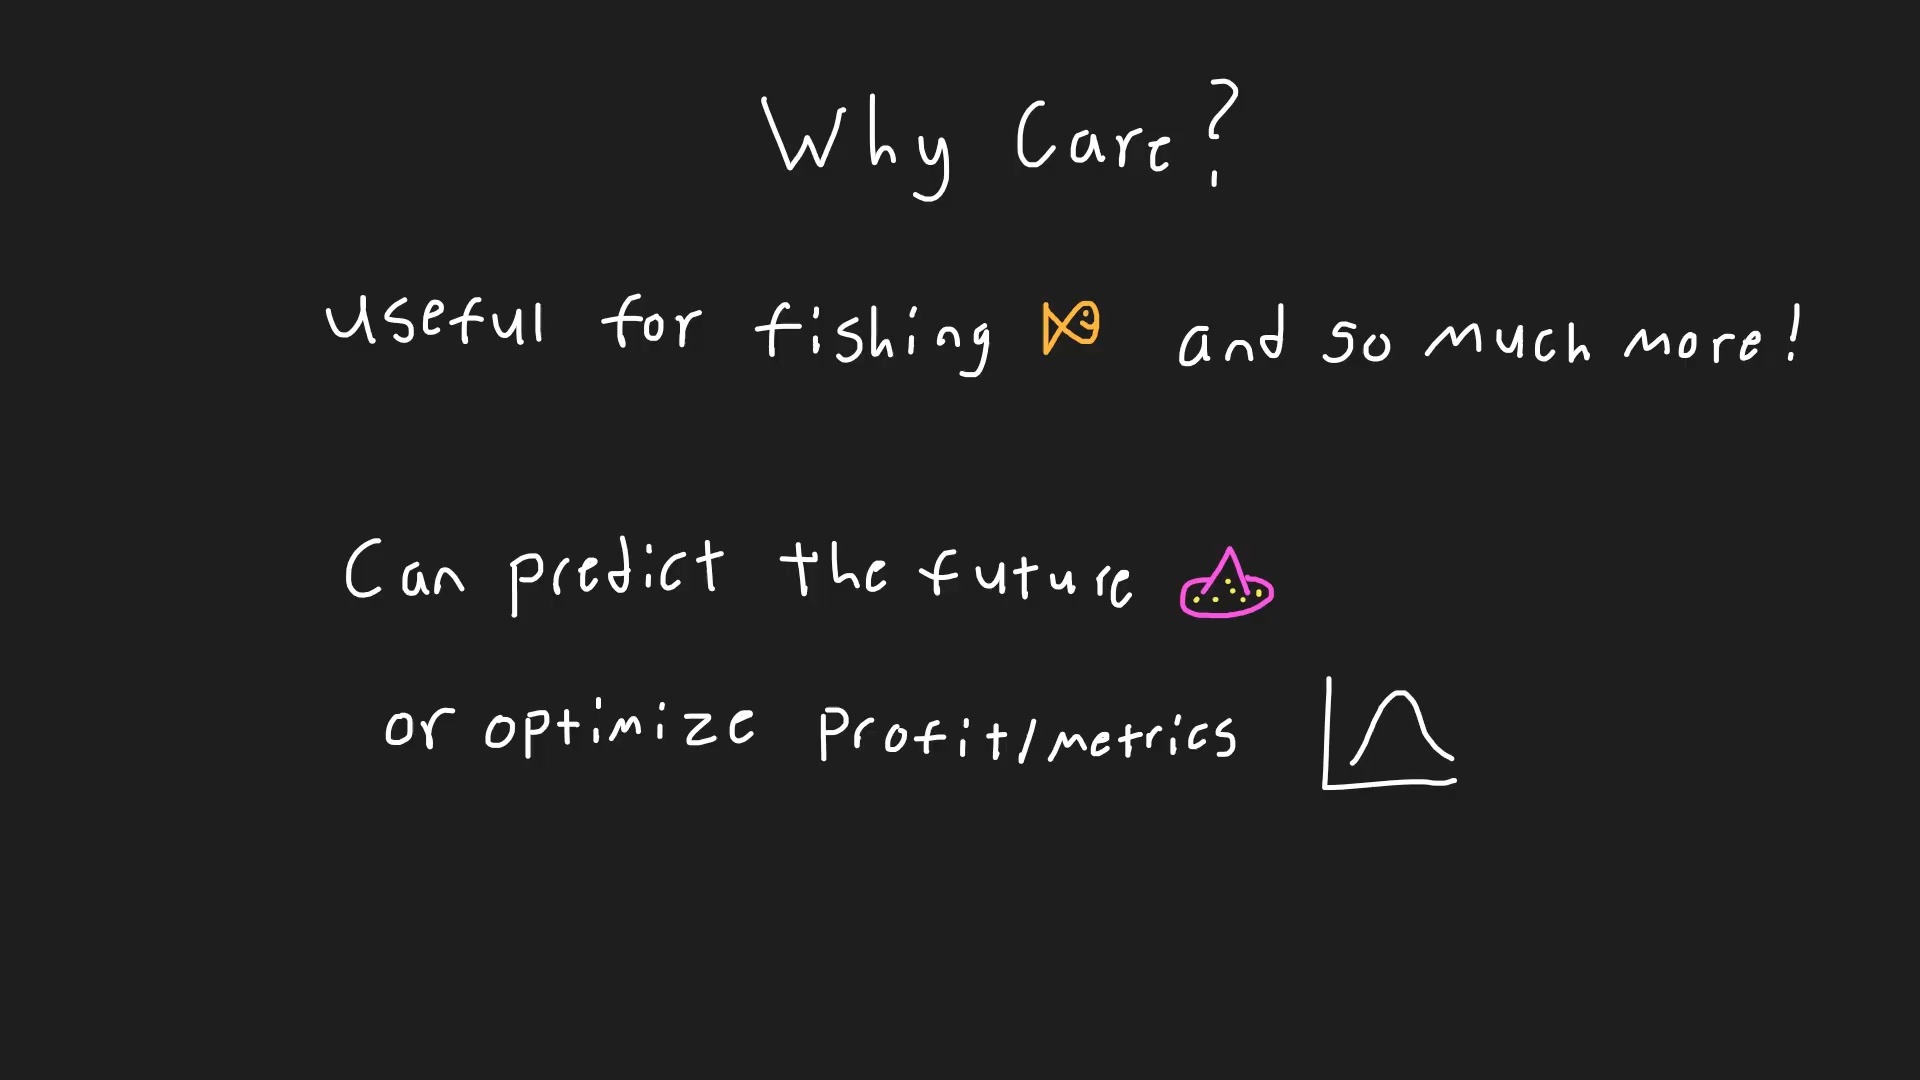 Why Care?
useful for fishing and so much more!
Can predict the future
or optimize profit/metrics